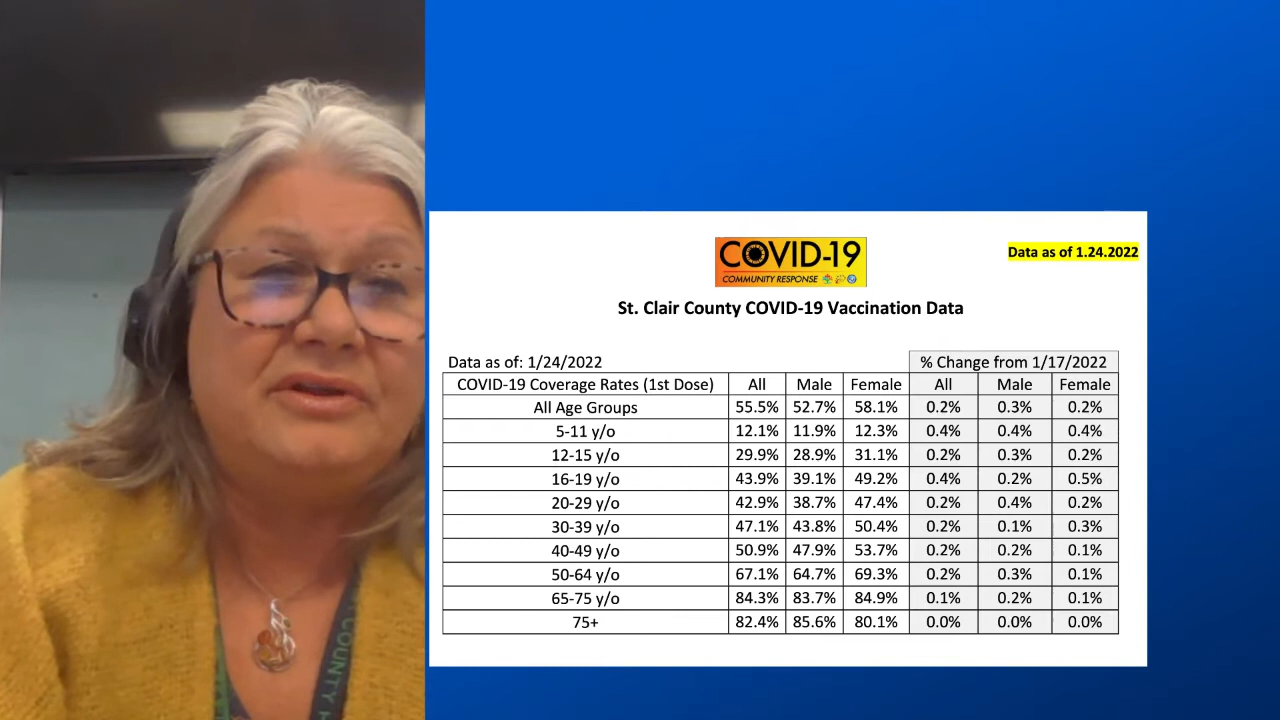 COVID-19
COMMUNITY RESPONSE
Data as of 1.24.2022
St. Clair County COVID-19 Vaccination Data
Data as of: 1/24/2022 % Change from 1/17/2022
COVID-19 Coverage Rates (1st Dose) All Male Female All Male Female
All Age Groups 55.5% 52.7% 58.1% 0.2% 0.3% 0.2%
5-11 y/o 12.1% 11.9% 12.3% 0.4% 0.4% 0.4%
12-15 y/o 29.9% 28.9% 31.1% 0.2% 0.3% 0.2%
16-19 y/o 43.9% 39.1% 49.2% 0.4% 0.2% 0.5%
20-29 y/o 42.9% 38.7% 47.4% 0.2% 0.4% 0.2%
30-39 y/o 47.1% 43.8% 50.4% 0.2% 0.1% 0.3%
40-49 y/o 50.9% 47.9% 53.7% 0.2% 0.2% 0.1%
50-64 y/o 67.1% 64.7% 69.3% 0.2% 0.3% 0.1%
65-75 y/o 84.3% 83.7% 84.9% 0.1% 0.2% 0.1%
75+ 82.4% 85.6% 80.1% 0.0% 0.0% 0.0%
COUNTY